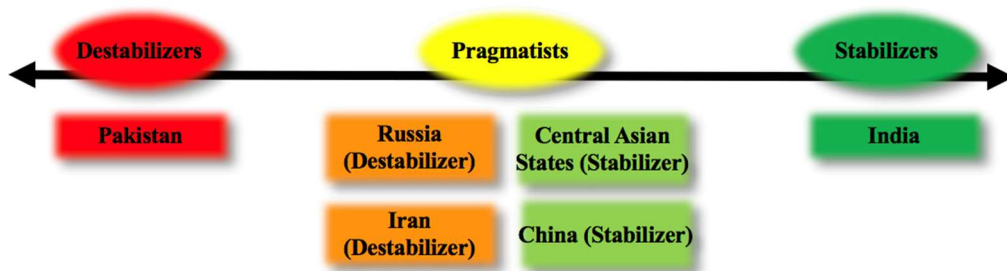 Destabilizers
Pragmatists
Stabilizers
Pakistan
Russia
(Destabilizer)
Central Asian
States (Stabilizer)
India
Iran
(Destabilizer)
China (Stabilizer)